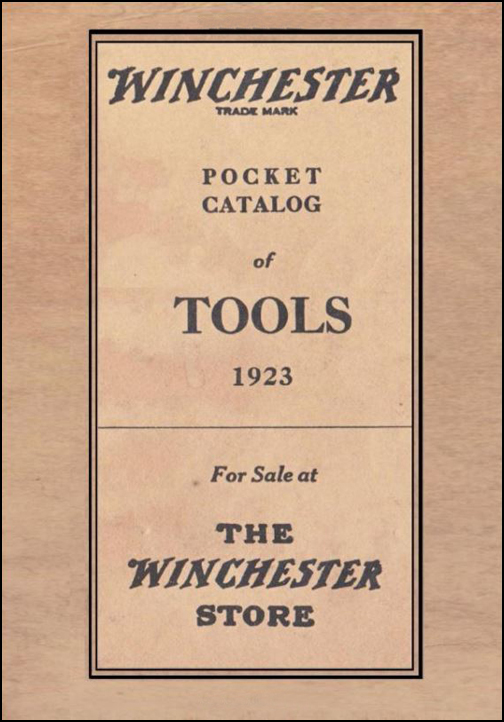 WINCHESTER
TRADE MARK
POCKET
CATALOG
of
TOOLS
1923
For Sale at
THE
WINCHESTER
STORE